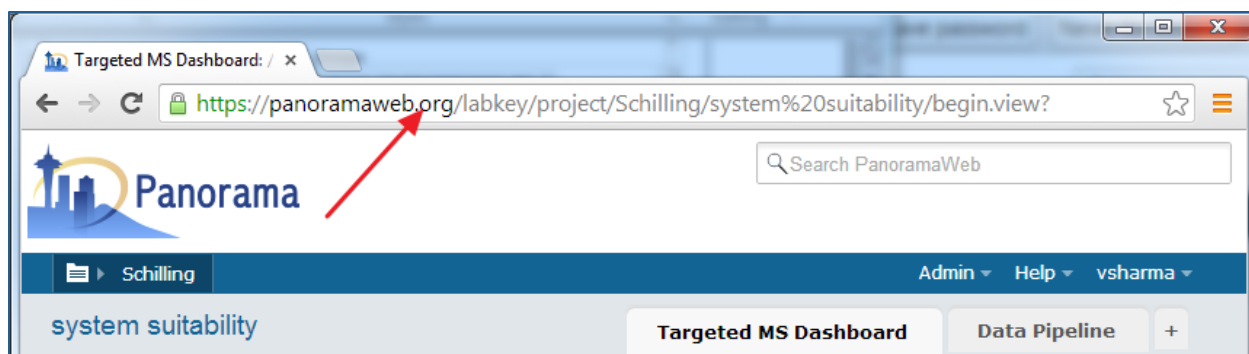 Targeted MS Dashboard: /
https://panoramaweb.org/labkey/project/Schilling/system%20suitability/begin.view?
Panorama
Search PanoramaWeb
Schilling
Admin Help vsharma
system suitability
Targeted MS Dashboard Data Pipeline +